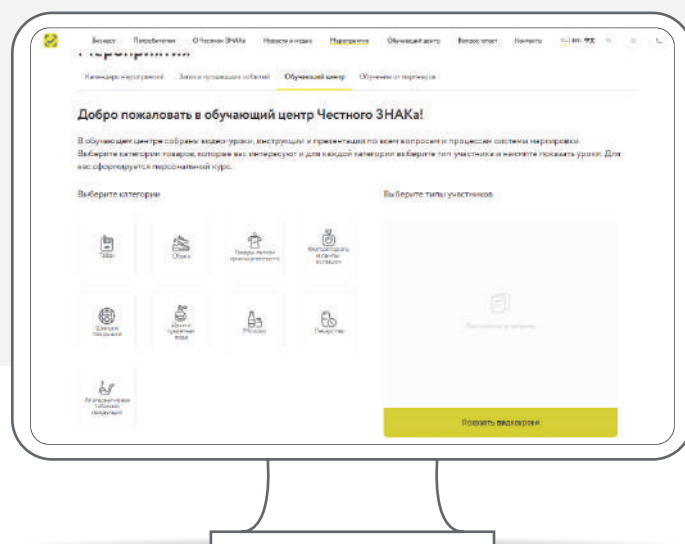 Бизнесу Потребителям О Честном ЗНАКе Новости и медиа Мероприятия Обучающий центр Вопрос-ответ Контакты
Мероприятия
Календарь мероприятий Записи прошедших событий Обучающий центр Обучение от партнеров
Добро пожаловать в обучающий центр Честного ЗНАКа!
В обучающем центре собраны видео-уроки, инструкции и презентации по всем вопросам и процессам системы маркировки.
Выберите категории товаров, которые вас интересуют и для каждой категории выберите тип участника и нажмите показать уроки. Для
вас сформируется персональный курс.
Выберите категории Выберите типы участников
Табак
Обувь
Товары легкой
промышленности
Фотоаппараты
и лампы-
вспышки
Шины и
покрышки
Духи и
туалетная
вода
Молоко
Лекарства
Альтернативная
табачная
продукция
Показать видеоуроки